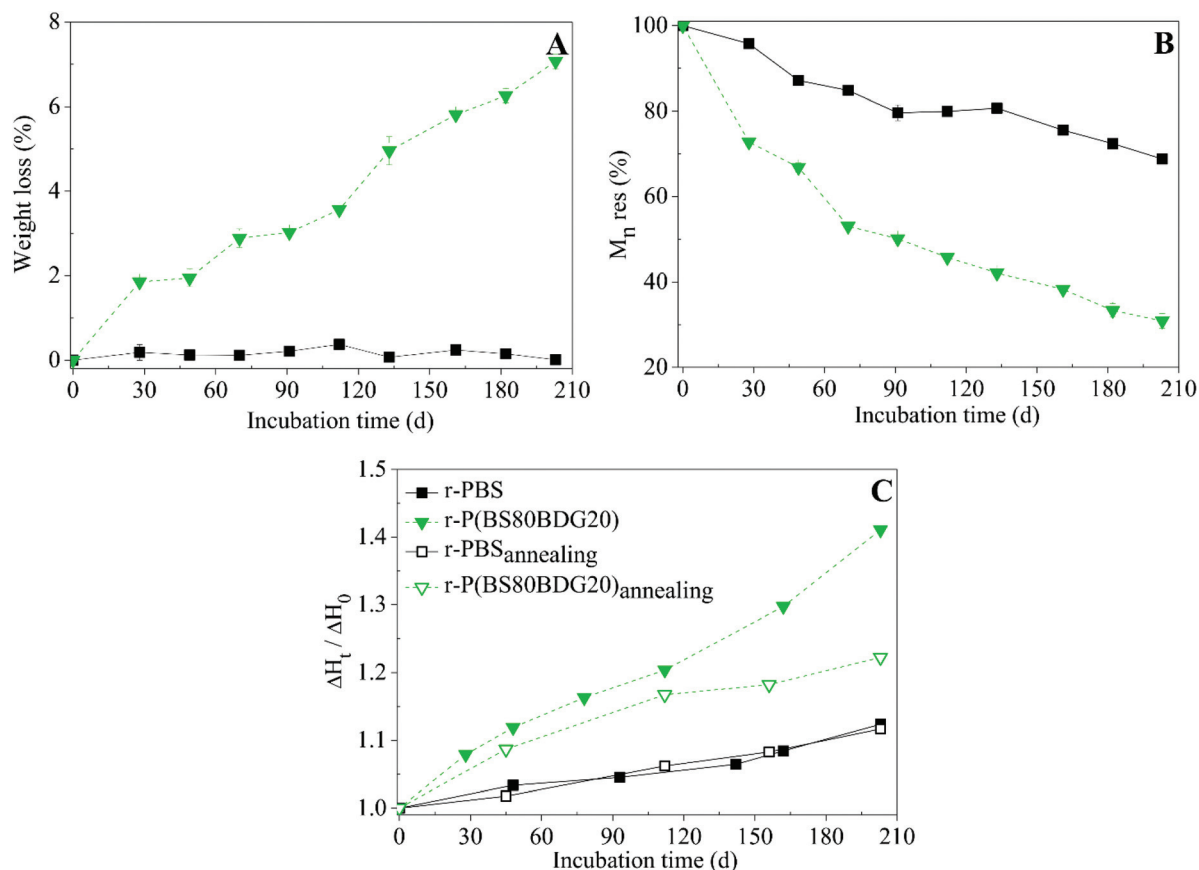 A
Weight loss (%)
8
6
4
2
0
0 30 60 90 120 150 180 210
Incubation time (d)
B
Mn res (%)
100
80
60
40
20
0 30 60 90 120 150 180 210
Incubation time (d)
C
r-PBS
r-P(BS80BDG20)
r-PBSannealing
r-P(BS80BDG20)annealing
ΔHt / ΔH0
1.5
1.4
1.3
1.2
1.1
1.0
0 30 60 90 120 150 180 210
Incubation time (d)